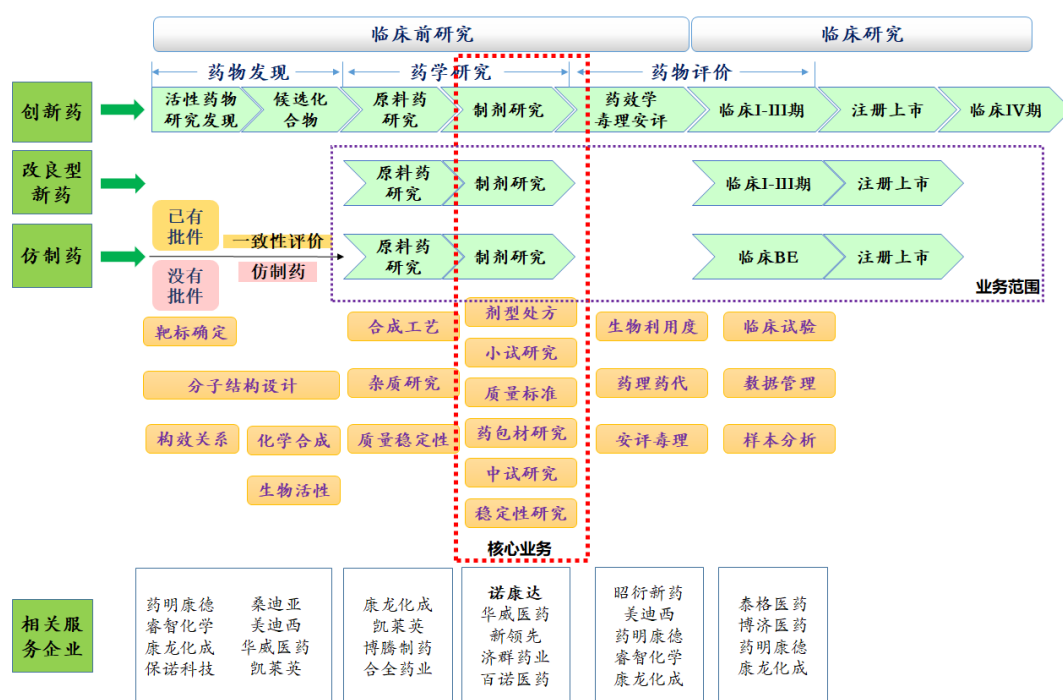 临床前研究
临床研究
药物发现
药学研究
药物评价
创新药
活性药物
研究发现
候选化
合物
原料药
研究
制剂研究
药效学
毒理安评
临床I-III期
注册上市
临床IV期
改良型
新药
原料药
研究
制剂研究
临床I-III期
注册上市
仿制药
已有
批件
一致性评价
仿制药
没有
批件
原料药
研究
制剂研究
临床BE
注册上市
业务范围
靶标确定
分子结构设计
构效关系
化学合成
生物活性
合成工艺
杂质研究
质量稳定性
剂型处方
小试研究
质量标准
药包材研究
中试研究
稳定性研究
核心业务
生物利用度
药理药代
安评毒理
临床试验
数据管理
样本分析
相关服
务企业
药明康德
睿智化学
康龙化成
保诺科技
桑迪亚
美迪西
华威医药
凯莱英
康龙化成
凯莱英
博腾制药
合全药业
诺康达
华威医药
新领先
济群药业
百诺医药
昭衍新药
美迪西
药明康德
睿智化学
康龙化成
泰格医药
博济医药
药明康德
康龙化成